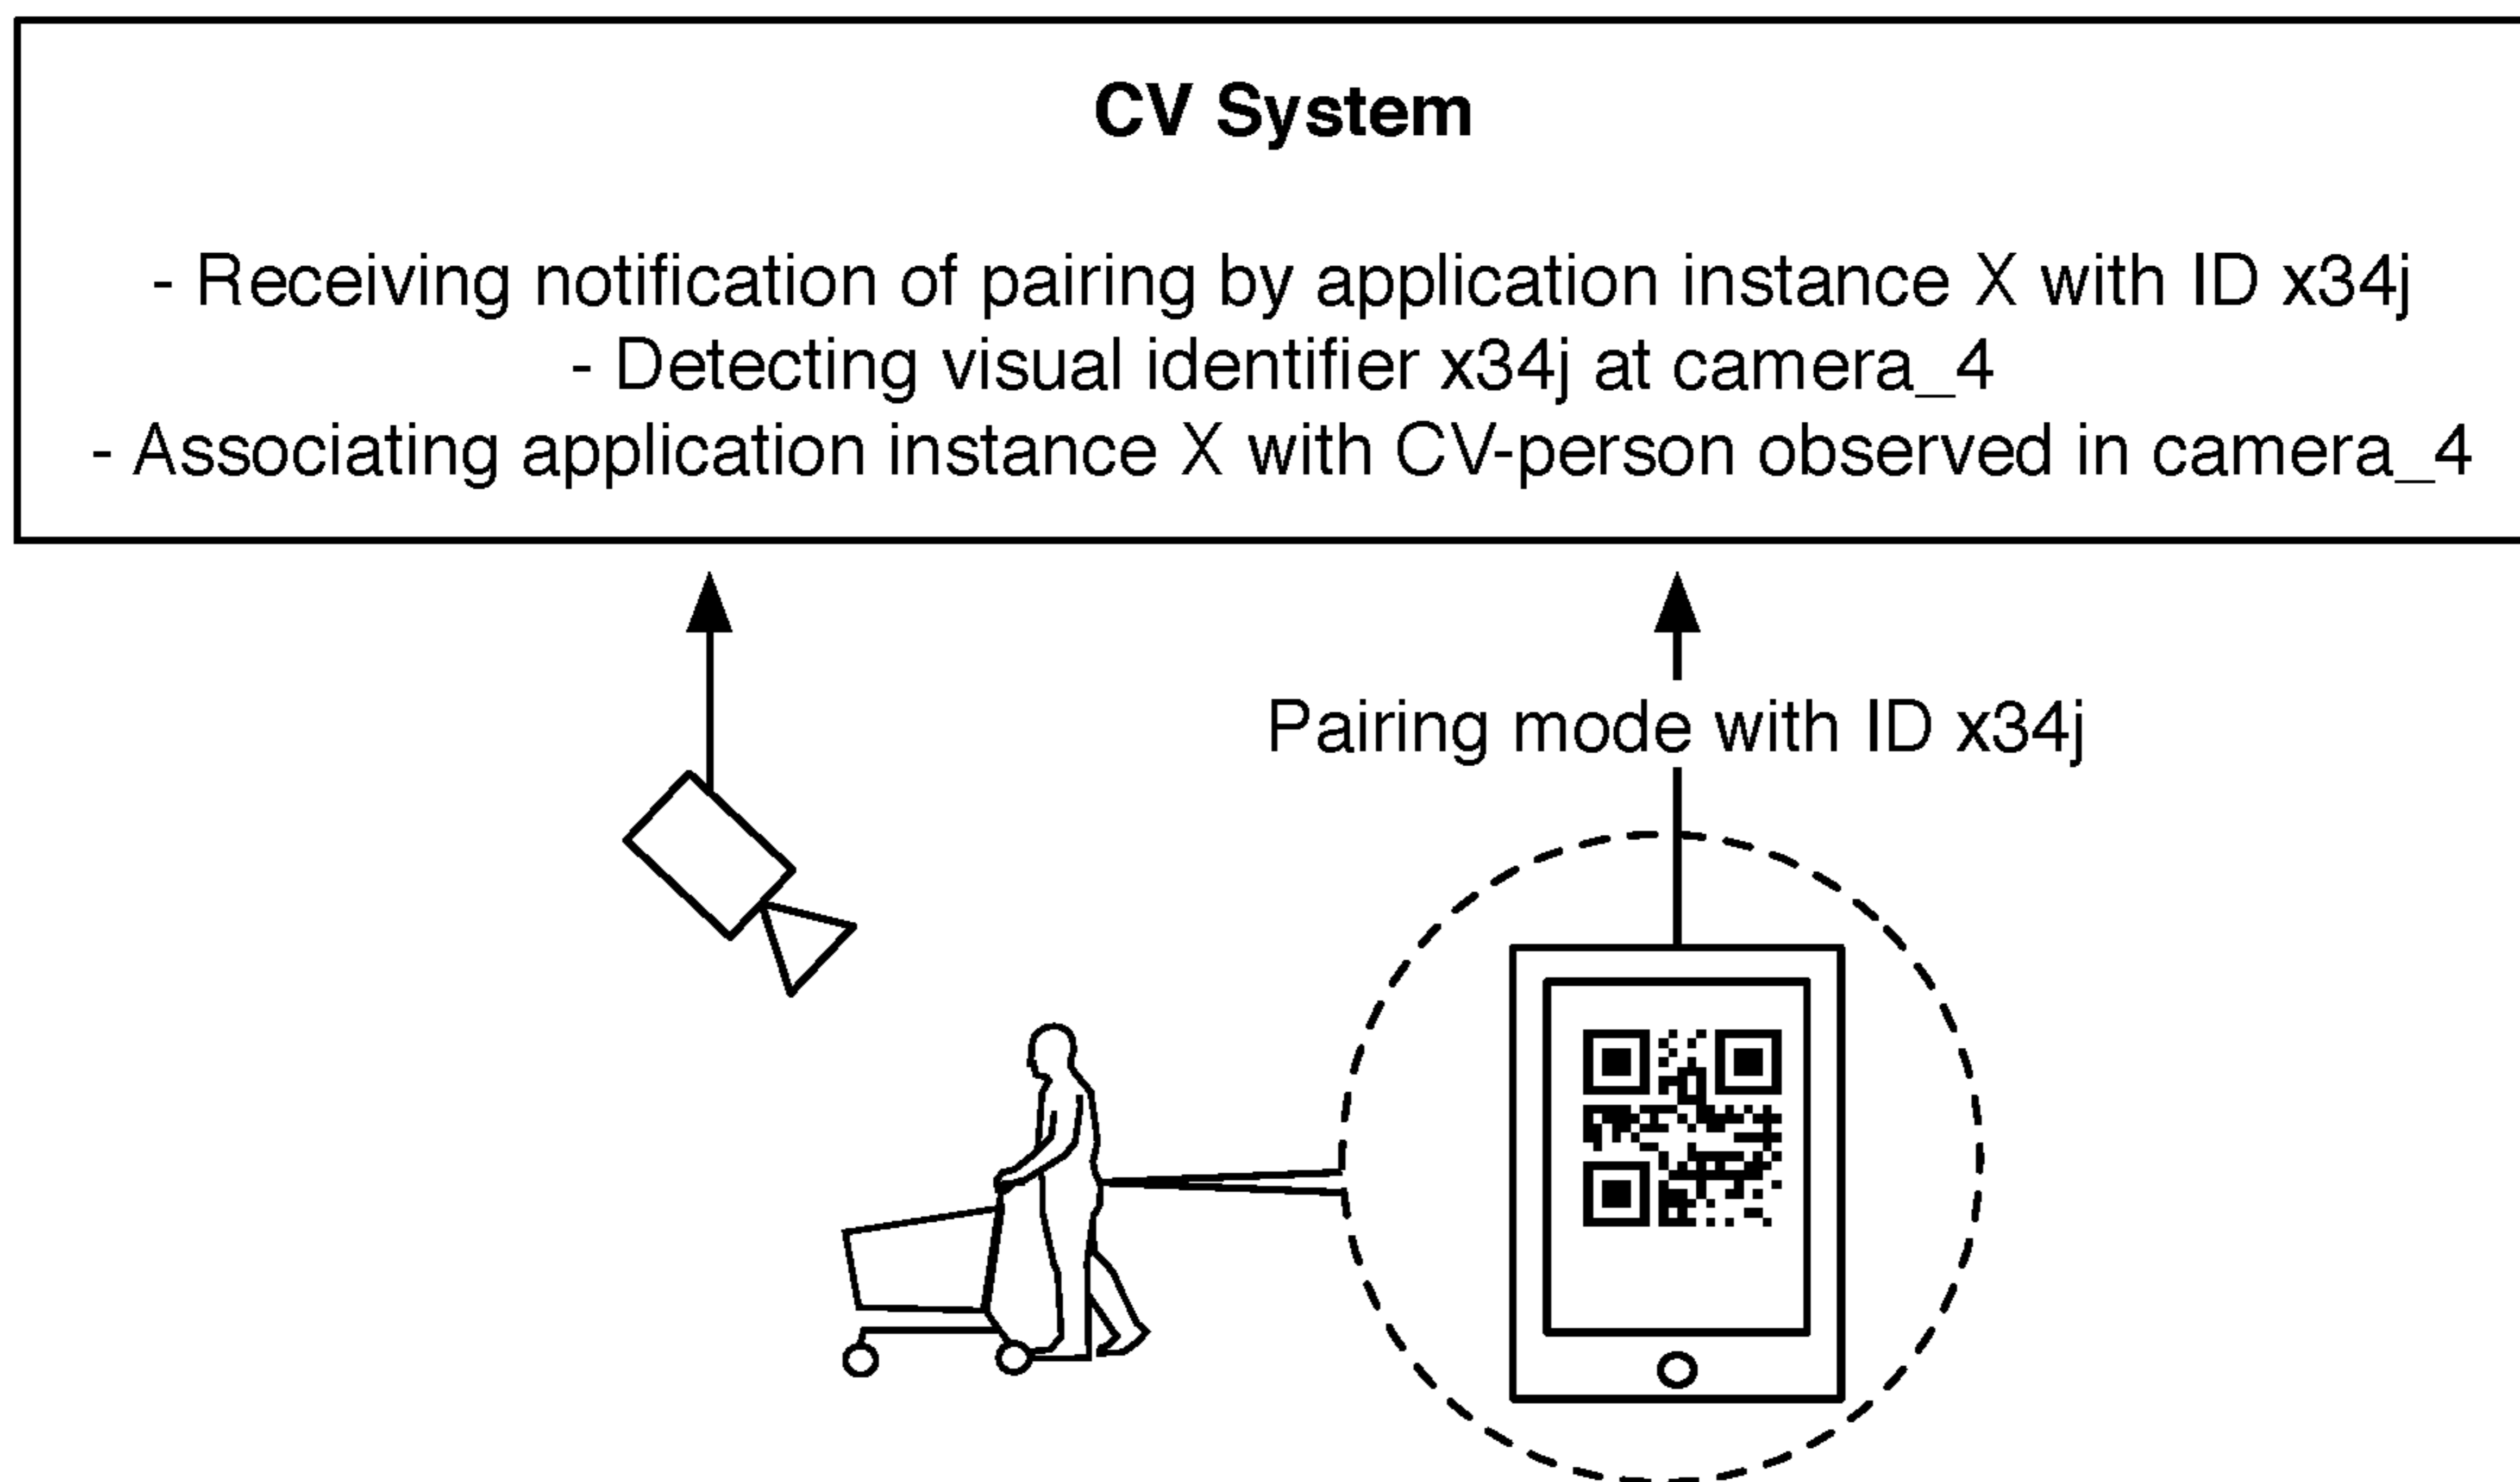 CV System
- Receiving notification of pairing by application instance X with ID x34j
- Detecting visual identifier x34j at camera_4
- Associating application instance X with CV-person observed in camera_4
Pairing mode with ID x34j